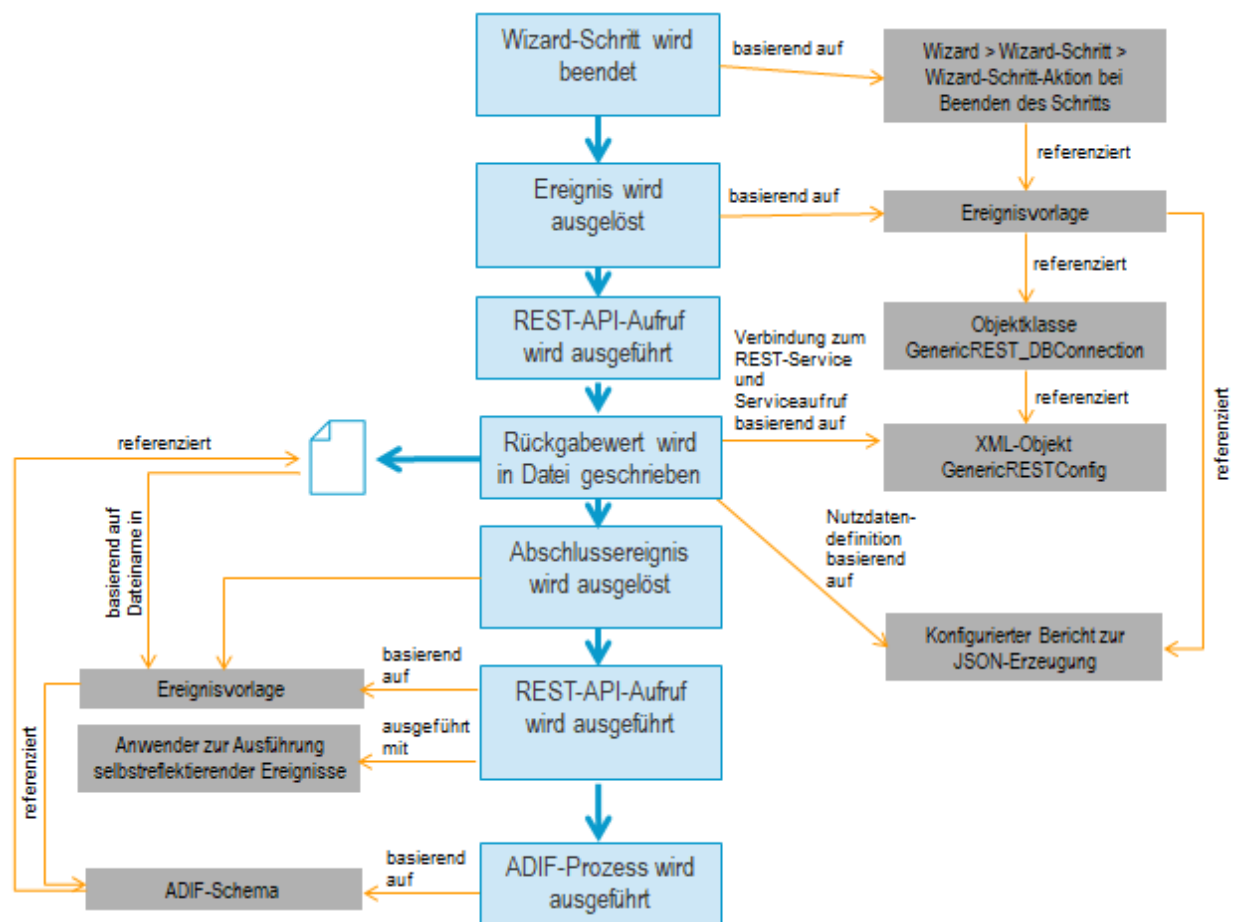 Wizard-Schritt wird
beendet
basierend auf
Wizard > Wizard-Schritt >
Wizard-Schritt-Aktion bei
Beenden des Schritts
referenziert
Ereignis wird
ausgelöst
basierend auf
Ereignisvorlage
referenziert
REST-API-Aufruf
wird ausgeführt
Objektklasse
GenericREST_DBConnection
Verbindung zum
REST-Service
und
Serviceaufruf
basierend auf
referenziert
referenziert
Rückgabewert wird
in Datei geschrieben
XML-Objekt
GenericRESTConfig
referenziert
basierend auf
Dateiname in
Nutzdaten-
definition
basierend
auf
Abschlussereignis
wird ausgelöst
Konfigurierter Bericht zur
JSON-Erzeugung
basierend
auf
Ereignisvorlage
REST-API-Aufruf
wird ausgeführt
ausgeführt
mit
Anwender zur Ausführung
selbstreflektierender Ereignisse
referenziert
basierend
auf
ADIF-Schema
ADIF-Prozess wird
ausgeführt